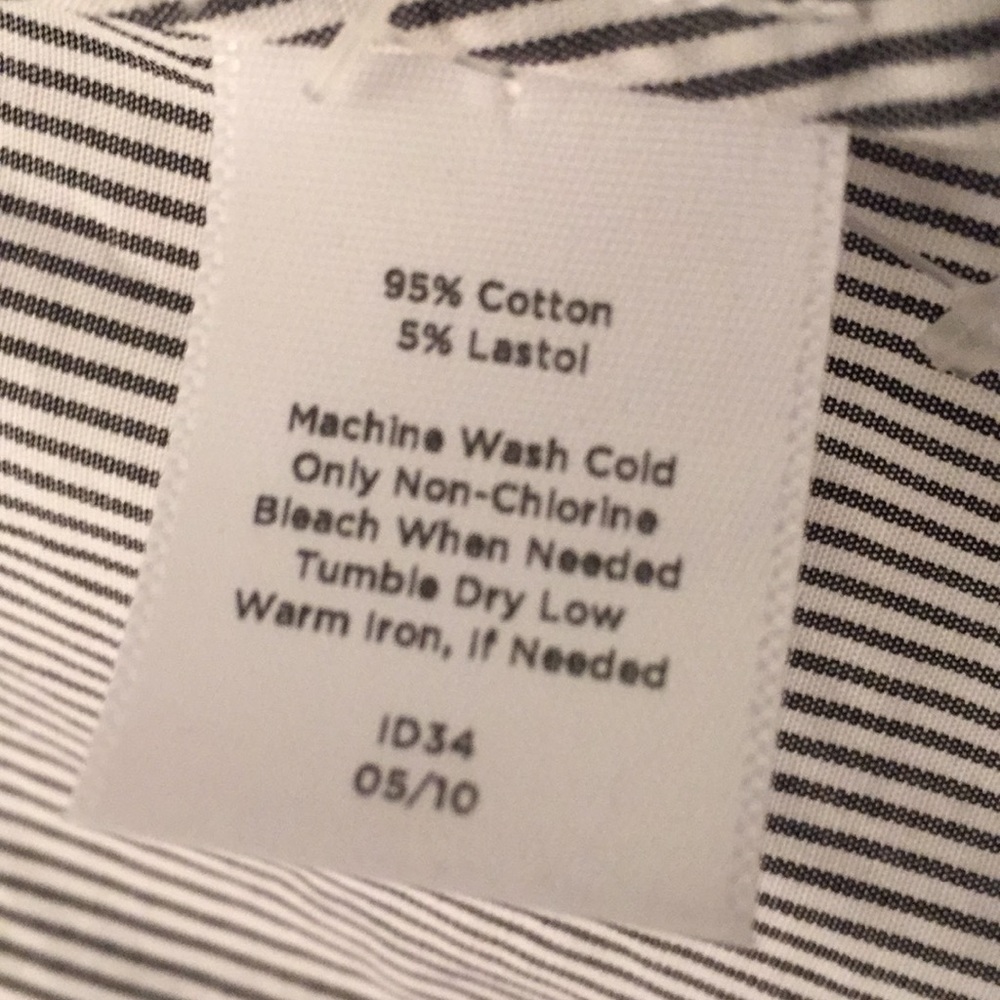 95% Cotton
5% Lastol
Machine Wash Cold
Only Non-Chlorine
Bleach When Needed
Tumble Dry Low
Warm Iron, If Needed
ID34
05/10